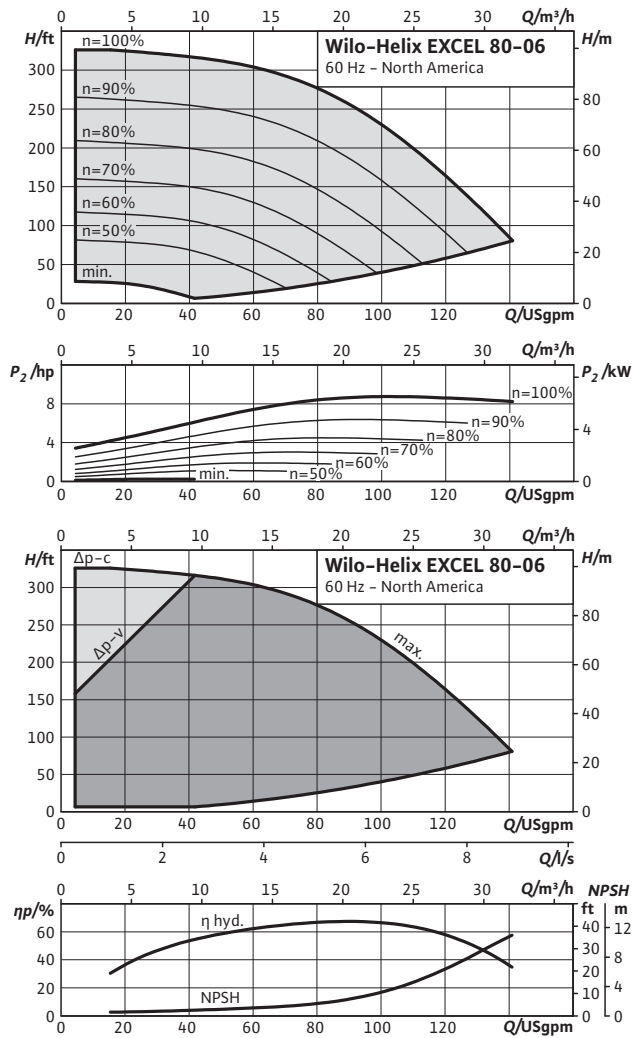 0 5 10 15 20 25 30 Q/m³/h
H/ft
H/m
n=100%
Wilo-Helix EXCEL 80-06
60 Hz - North America
300
250
200
150
100
50
0
80
60
40
20
0
n=90%
n=80%
n=70%
n=60%
n=50%
min.
0 20 40 60 80 100 120 Q/USgpm
0 5 10 15 20 25 30 Q/m³/h
P2 /hp
P2 /kW
8
4
0
4
0
n=100%
n=90%
n=80%
n=70%
n=60%
n=50%
min.
0 20 40 60 80 100 120 Q/USgpm
0 5 10 15 20 25 30 Q/m³/h
H/ft
H/m
Δp-c
Wilo-Helix EXCEL 80-06
60 Hz - North America
300
250
200
150
100
50
0
80
60
40
20
0
Δp-v
max.
0 20 40 60 80 100 120 Q/USgpm
0 2 4 6 8 Q/l/s
0 5 10 15 20 25 30 Q/m³/h
NPSH
ηp/%
ft m
η hyd.
60
40
20
0
40
30
20
10
0
12
8
4
0
NPSH
0 20 40 60 80 100 120 Q/USgpm